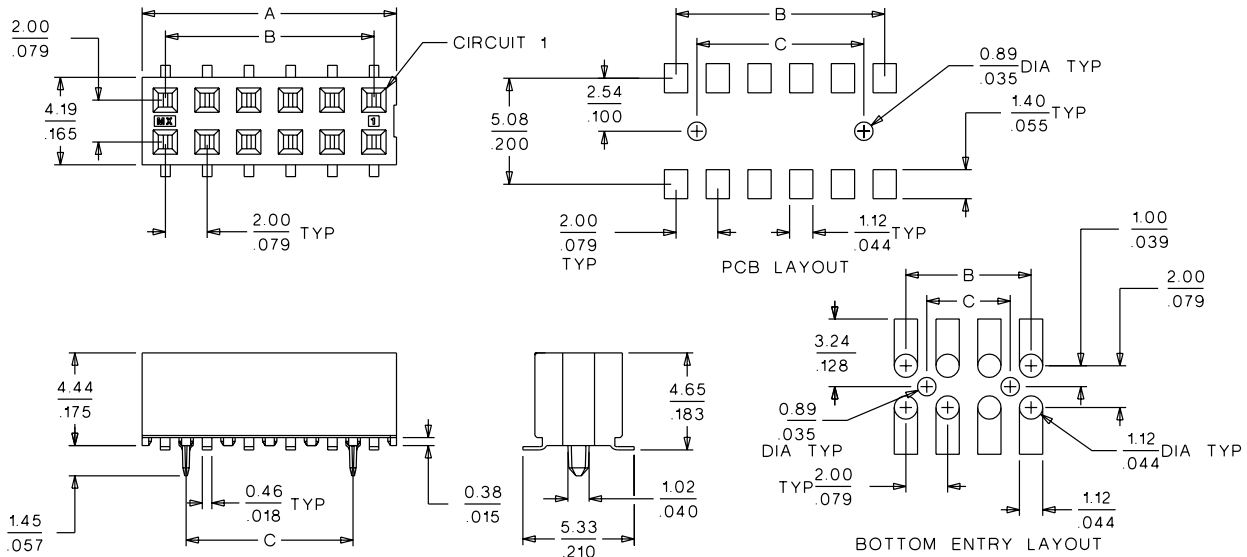 A
2.00
.079
B
CIRCUIT 1
4.19
.165
MX
1
2.00
.079
TYP
B
C
0.89
.035
DIA TYP
2.54
.100
5.08
.200
1.40
.055
TYP
2.00
.079
TYP
1.12
.044
TYP
PCB LAYOUT
1.00
.039
B
C
2.00
.079
3.24
.128
0.89
.035
DIA TYP
1.12
.044
DIA TYP
TYP
2.00
.079
1.12
.044
BOTTOM ENTRY LAYOUT
4.44
.175
1.45
.057
0.46
.018
TYP
C
0.38
.015
4.65
.183
1.02
.040
5.33
.210